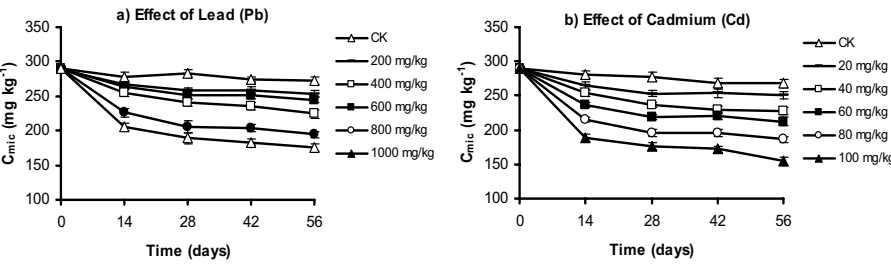 a) Effect of Lead (Pb)
350
300
250
200
150
100
Cmic (mg kg-1)
0 14 28 42 56
Time (days)
CK
200 mg/kg
400 mg/kg
600 mg/kg
800 mg/kg
1000 mg/kg
b) Effect of Cadmium (Cd)
350
300
250
200
150
100
Cmic (mg kg-1)
0 14 28 42 56
Time (days)
CK
20 mg/kg
40 mg/kg
60 mg/kg
80 mg/kg
100 mg/kg